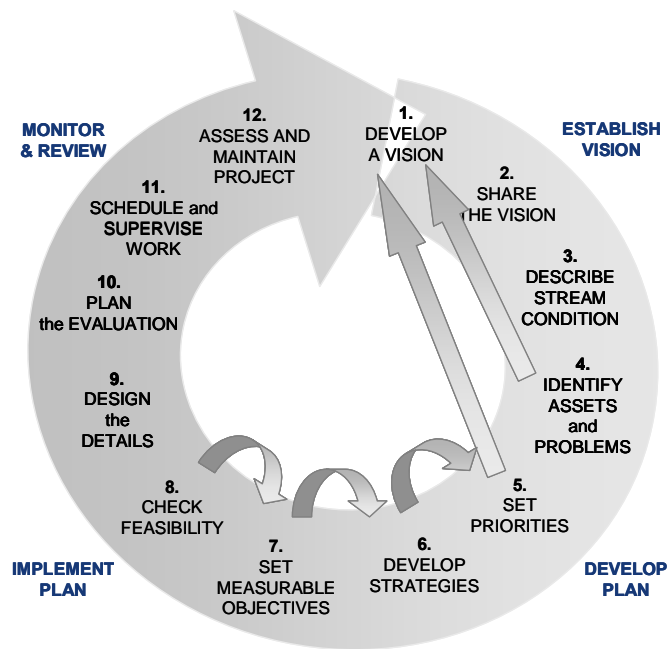 MONITOR
& REVIEW
ESTABLISH
VISION
1.
DEVELOP
A VISION
2.
SHARE
THE VISION
3.
DESCRIBE
STREAM
CONDITION
4.
IDENTIFY
ASSETS
and
PROBLEMS
5.
SET
PRIORITIES
6.
DEVELOP
STRATEGIES
7.
SET
MEASURABLE
OBJECTIVES
8.
CHECK
FEASIBILITY
9.
DESIGN
the
DETAILS
10.
PLAN
the EVALUATION
11.
SCHEDULE and
SUPERVISE
WORK
12.
ASSESS AND
MAINTAIN
PROJECT
IMPLEMENT
PLAN
DEVELOP
PLAN